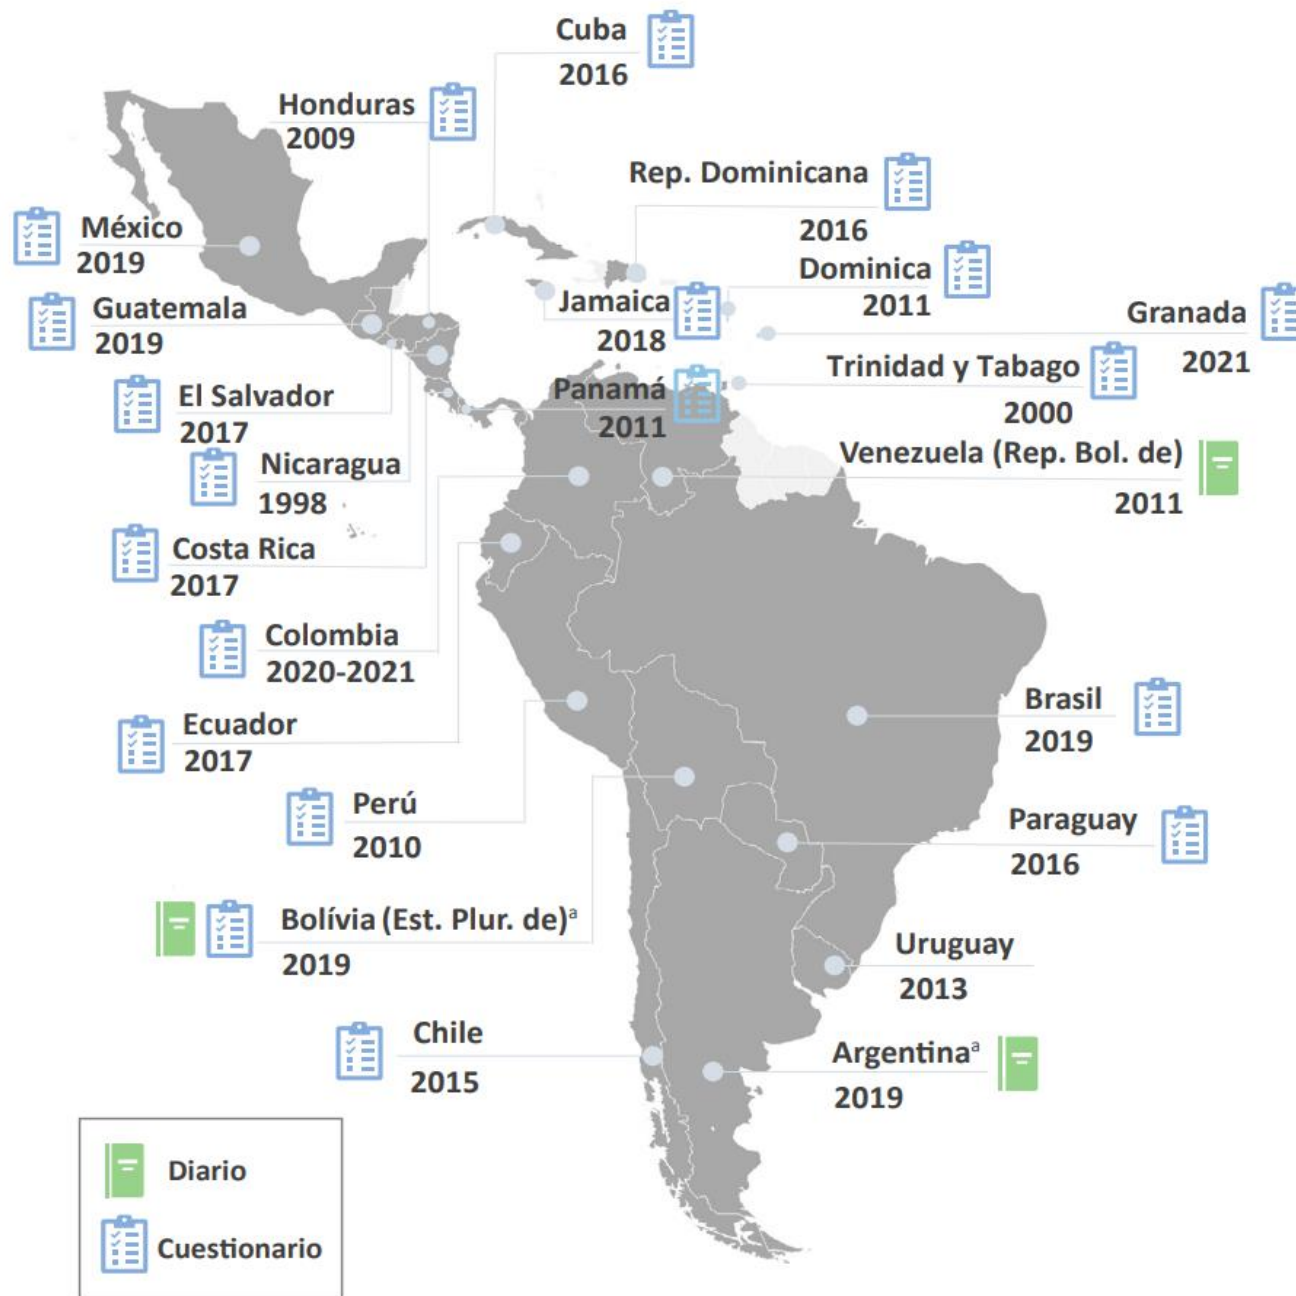 Cuba
2016
Honduras
2009
Rep. Dominicana
2016
México
2019
Dominica
2011
Guatemala
2019
Jamaica
2018
Granada
2021
Trinidad y Tabago
2000
El Salvador
2017
Panamá
2011
Venezuela (Rep. Bol. de)
2011
Nicaragua
1998
Costa Rica
2017
Colombia
2020-2021
Ecuador
2017
Brasil
2019
Perú
2010
Paraguay
2016
Bolívia (Est. Plur. de)ª
2019
Uruguay
2013
Chile
2015
Argentinaª
2019
Diario
Cuestionario